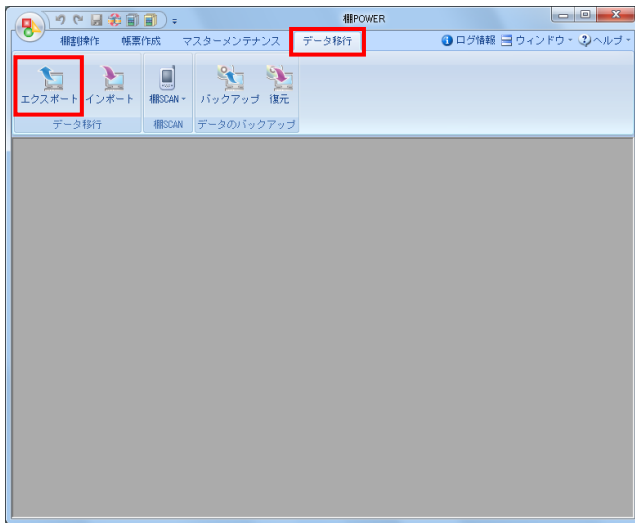 棚POWER
棚割操作 帳票作成 マスターメンテナンス データ移行 ログ情報 ウィンドウ ヘルプ
エクスポート インポート 棚SCAN バックアップ 復元
データ移行 棚SCAN データのバックアップ